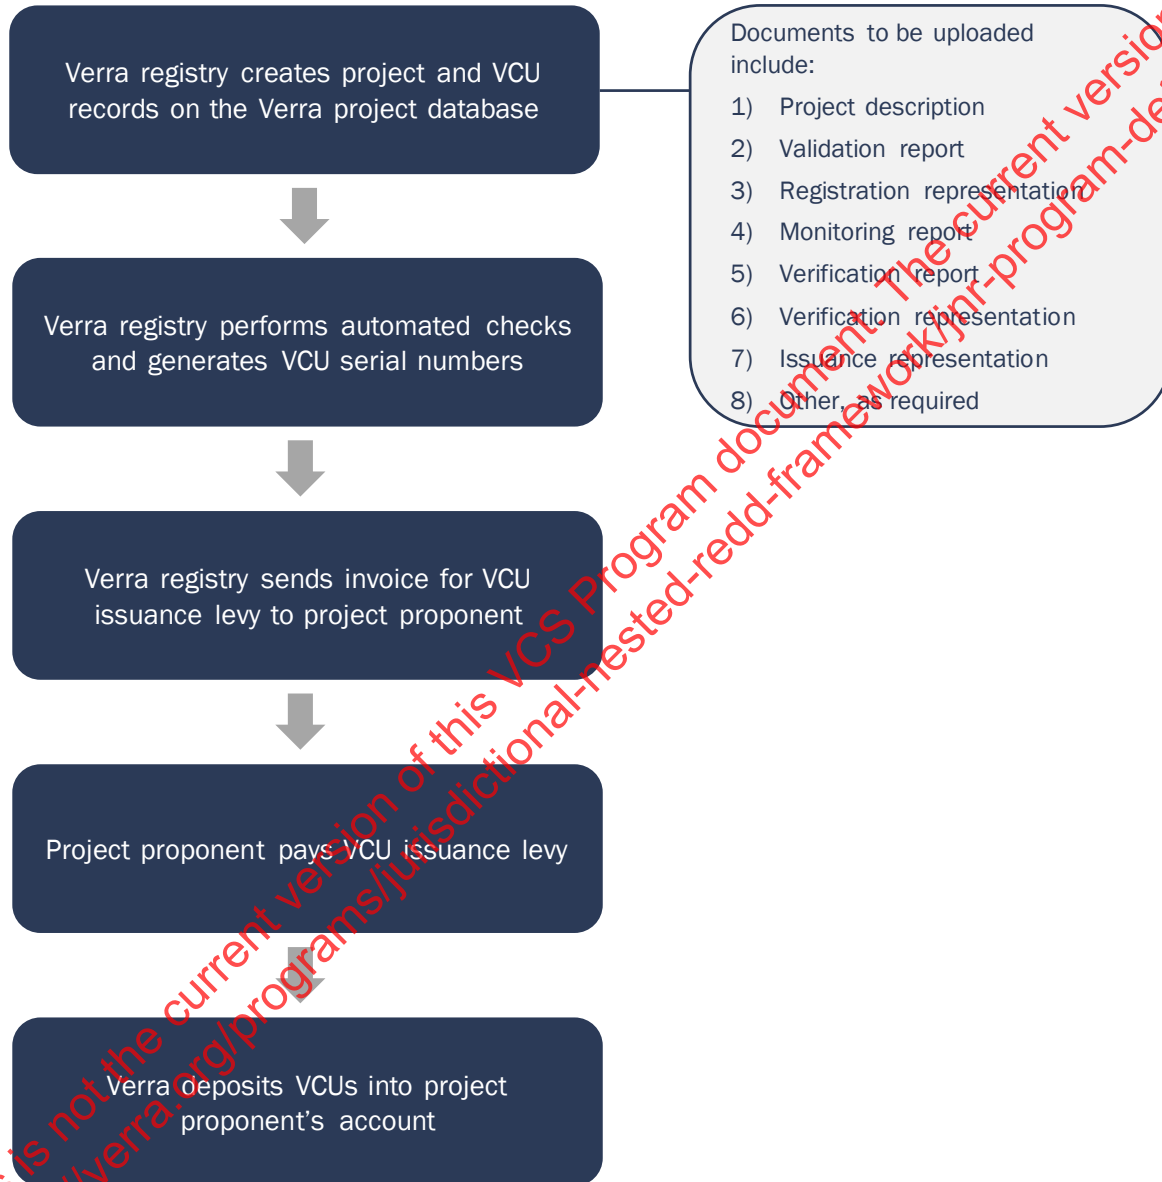 Verra registry creates project and VCU
records on the Verra project database
Documents to be uploaded
include:
1) Project description
2) Validation report
3) Registration representation
4) Monitoring report
5) Verification report
6) Verification representation
7) Issuance representation
8) Other, as required
Verra registry performs automated checks
and generates VCU serial numbers
Verra registry sends invoice for VCU
issuance levy to project proponent
Project proponent pays VCU issuance levy
Verra deposits VCUs into project
proponent's account
is not the current version of this VCS Program document. The current version
//verra.org/programs/jurisdictional-nested-redd-framework/jnr-program-de